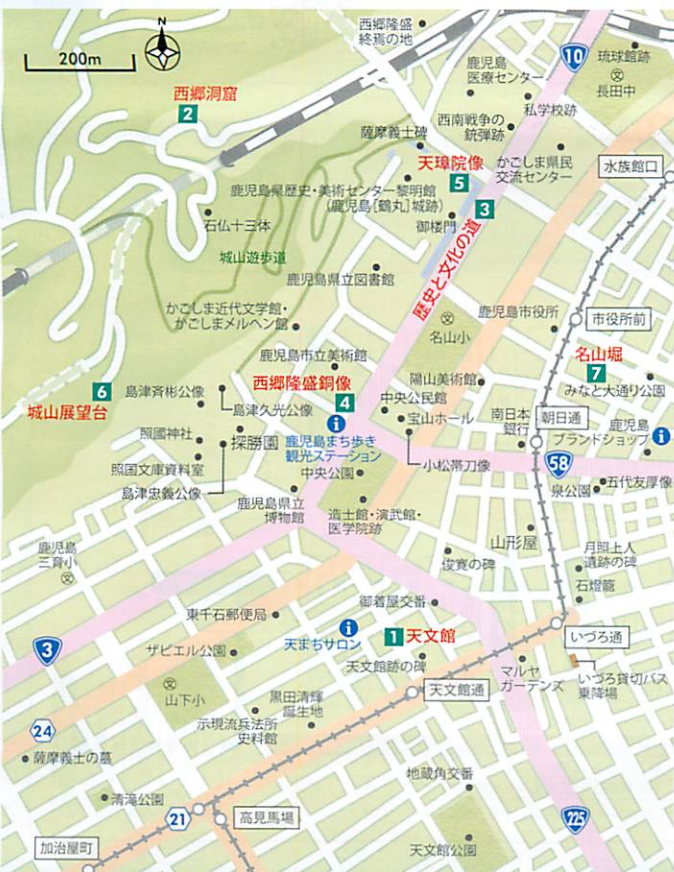 N
200m
西郷隆盛
終焉の地
10
琉球館跡
文
長田中
鹿児島
医療センター
私学校跡
西郷洞窟
2
西南戦争の
銃弾跡
薩摩義士碑
かごしま県民
交流センター
水族館口
天璋院像
5
鹿児島県歴史・美術センター黎明館
(鹿児島[鶴丸]城跡)
3
御楼門
石仏十三体
歴史と文化の道
城山遊歩道
鹿児島県立図書館
かごしま近代文学館・
かごしまメルヘン館
鹿児島市役所
市役所前
文
名山小
鹿児島市立美術館
名山堀
7
みなと大通り公園
西郷隆盛銅像
4
陽山美術館
6
城山展望台
島津斉彬公像
島津久光公像
中央公民館
宝山ホール
南日本
銀行
朝日通
鹿児島
ブランドショップ
i
照國神社
探勝園
i
鹿児島まち歩き
観光ステーション
小松帯刀像
58
照国文庫資料室
中央公園
五代友厚像
泉公園
島津忠義公像
鹿児島県立
博物館
造士館・演武館・
医学院跡
山形屋
鹿児島
三育小
文
俊寛の碑
月照上人
遺跡の碑
石燈籠
御着屋交番
東千石郵便局
i
天まちサロン
1
天文館
いづろ通
3
ザビエル公園
天文館跡の碑
マルヤ
ガーデンズ
いづろ貸切バス
乗降場
文
山下小
天文館通
黒田清輝
誕生地
示現流兵法所
史料館
24
薩摩義士の墓
地蔵角交番
清滝公園
21
高見馬場
225
加治屋町
天文館公園